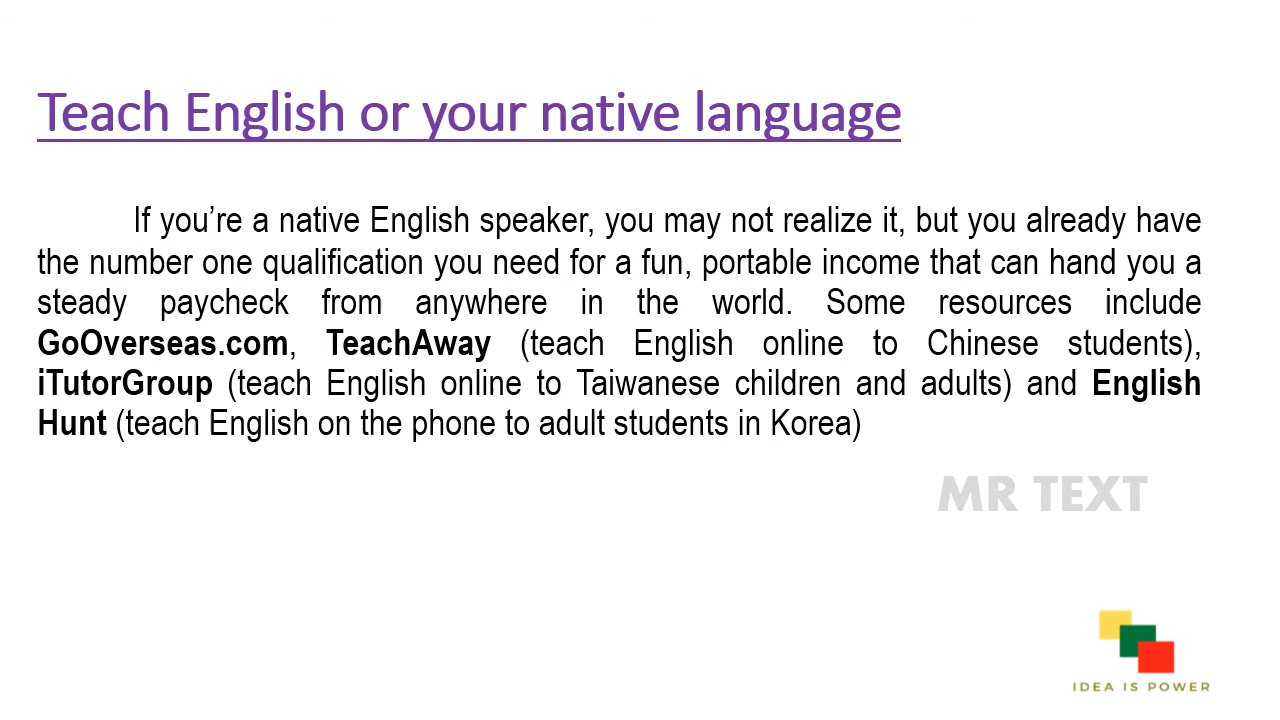 Teach English or your native language
If you’re a native English speaker, you may not realize it, but you already have
the number one qualification you need for a fun, portable income that can hand you a
steady paycheck from anywhere in the world. Some resources include
GoOverseas.com, TeachAway (teach English online to Chinese students),
iTutorGroup (teach English online to Taiwanese children and adults) and English
Hunt (teach English on the phone to adult students in Korea)
MR TEXT
IDEA IS POWER